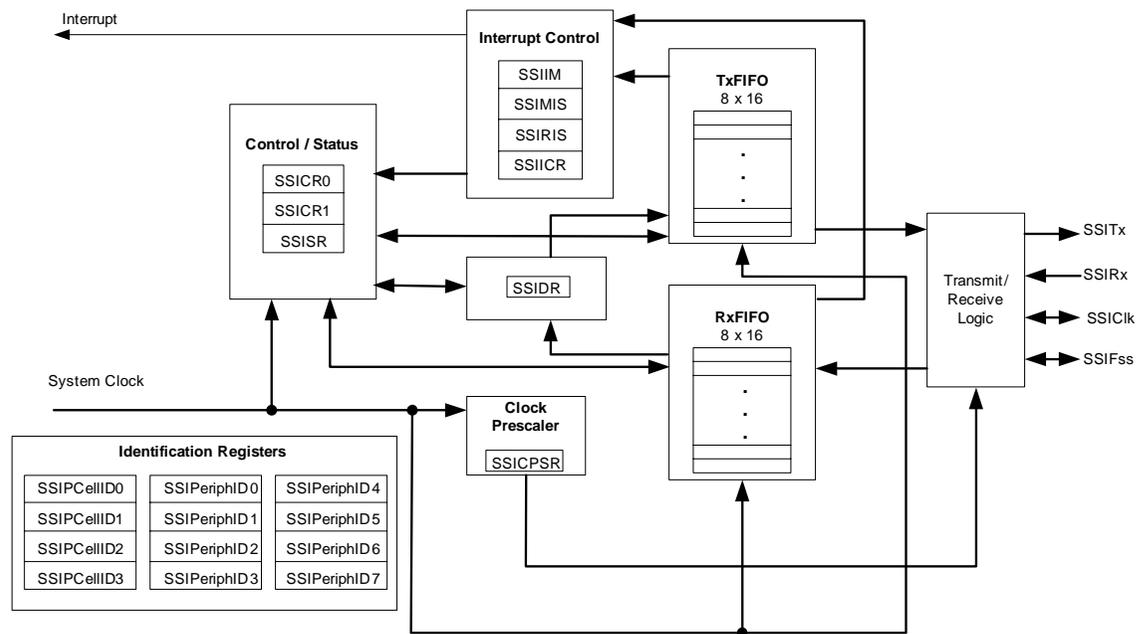 Interrupt
Interrupt Control
SSIIM
SSIMIS
SSIRIS
SSIICR
TxFIFO
8 x 16
Control / Status
SSICR0
SSICR1
SSISR
SSIDR
RxFIFO
8 x 16
Transmit/
Receive
Logic
SSITx
SSIRx
SSIClk
SSIFss
System Clock
Clock
Prescaler
SSICPSR
Identification Registers
SSIPCellID0 SSIPeriphID0 SSIPeriphID4
SSIPCellID1 SSIPeriphID1 SSIPeriphID5
SSIPCellID2 SSIPeriphID2 SSIPeriphID6
SSIPCellID3 SSIPeriphID3 SSIPeriphID7